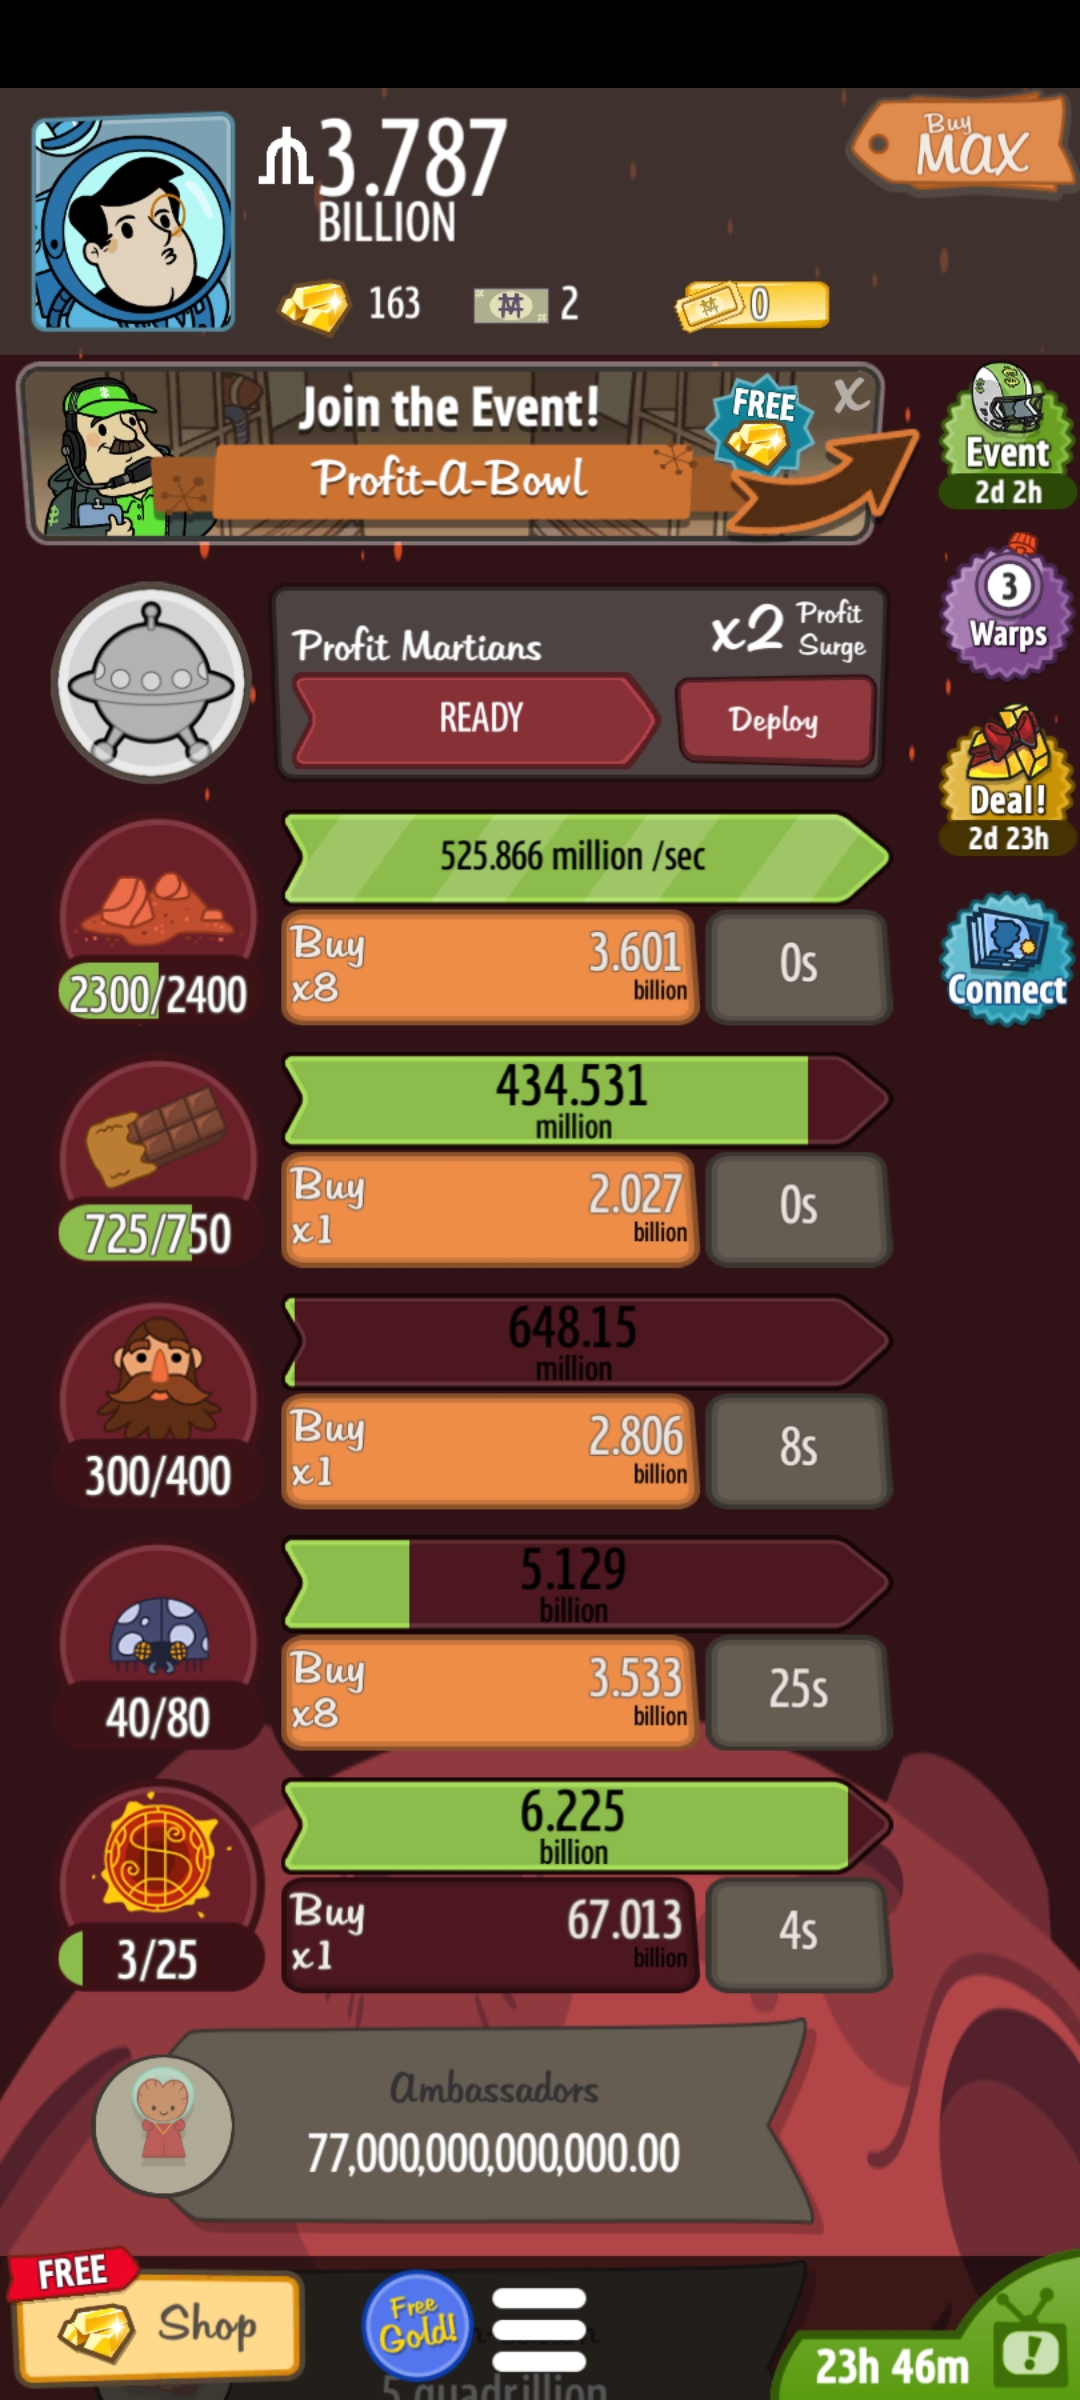 ₥3.787
BILLION
Buy
MAX
163
2
0
Join the Event!
FREE
X
Profit-A-Bowl
Event
2d 2h
3
Warps
Profit Martians
x2 Profit
Surge
READY
Deploy
Deal!
2d 23h
525.866 million /sec
Buy
x8
3.601
billion
0s
2300/2400
Connect
434.531
million
Buy
x1
2.027
billion
0s
725/750
648.15
million
Buy
x1
2.806
billion
8s
300/400
5.129
billion
Buy
x8
3.533
billion
25s
40/80
6.225
billion
Buy
x1
67.013
billion
4s
3/25
Ambassadors
77,000,000,000,000.00
FREE
Shop
Free
Gold!
23h 46m
5 quadrillion